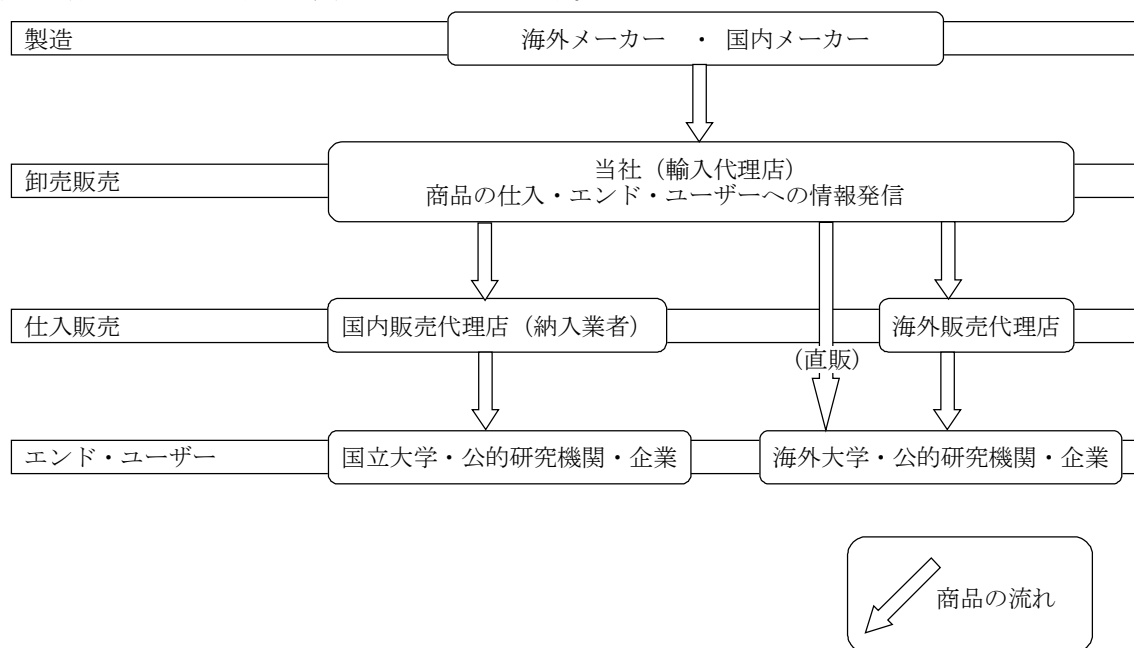 製造
海外メーカー ・ 国内メーカー
卸売販売
当社（輸入代理店）
商品の仕入・エンド・ユーザーへの情報発信
仕入販売
国内販売代理店（納入業者）
海外販売代理店
（直販）
エンド・ユーザー
国立大学・公的研究機関・企業
海外大学・公的研究機関・企業
商品の流れ